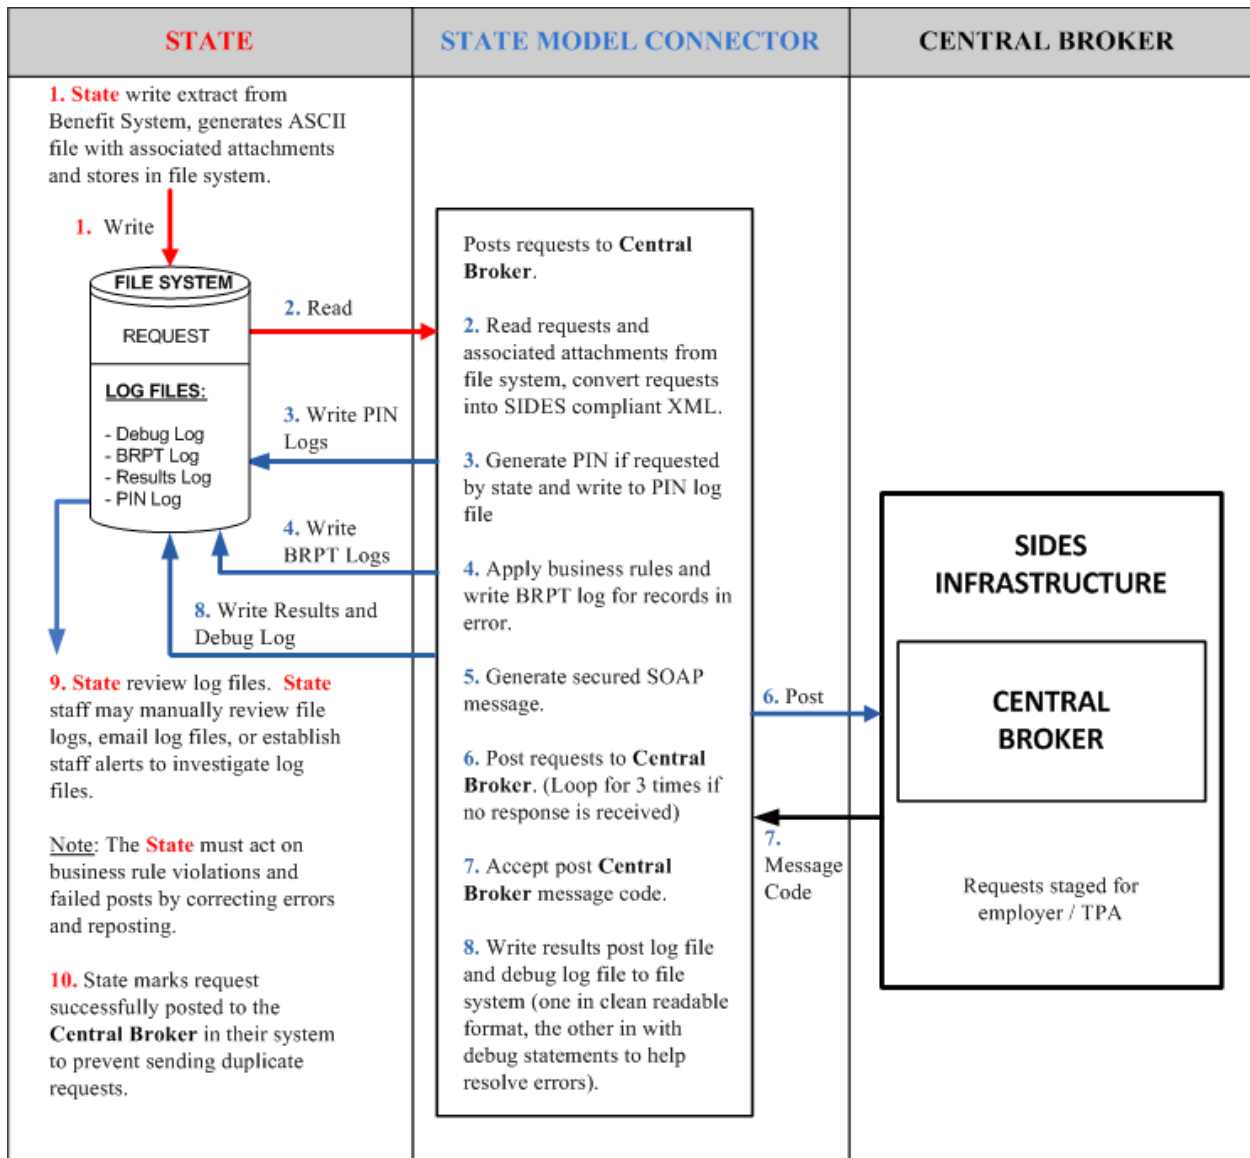 STATE
STATE MODEL CONNECTOR
CENTRAL BROKER
1. State write extract from
Benefit System, generates ASCII
file with associated attachments
and stores in file system.
1. Write
FILE SYSTEM
REQUEST
LOG FILES:
- Debug Log
- BRPT Log
- Results Log
- PIN Log
2. Read
3. Write PIN
Logs
4. Write
BRPT Logs
8. Write Results and
Debug Log
9. State review log files. State
staff may manually review file
logs, email log files, or establish
staff alerts to investigate log
files.
Note: The State must act on
business rule violations and
failed posts by correcting errors
and reposting.
10. State marks request
successfully posted to the
Central Broker in their system
to prevent sending duplicate
requests.
Posts requests to Central
Broker.
2. Read requests and
associated attachments from
file system, convert requests
into SIDES compliant XML.
3. Generate PIN if requested
by state and write to PIN log
file
4. Apply business rules and
write BRPT log for records in
error.
5. Generate secured SOAP
message.
6. Post requests to Central
Broker. (Loop for 3 times if
no response is received)
7. Accept post Central
Broker message code.
8. Write results post log file
and debug log file to file
system (one in clean readable
format, the other in with
debug statements to help
resolve errors).
6. Post
7.
Message
Code
SIDES
INFRASTRUCTURE
CENTRAL
BROKER
Requests staged for
employer / TPA